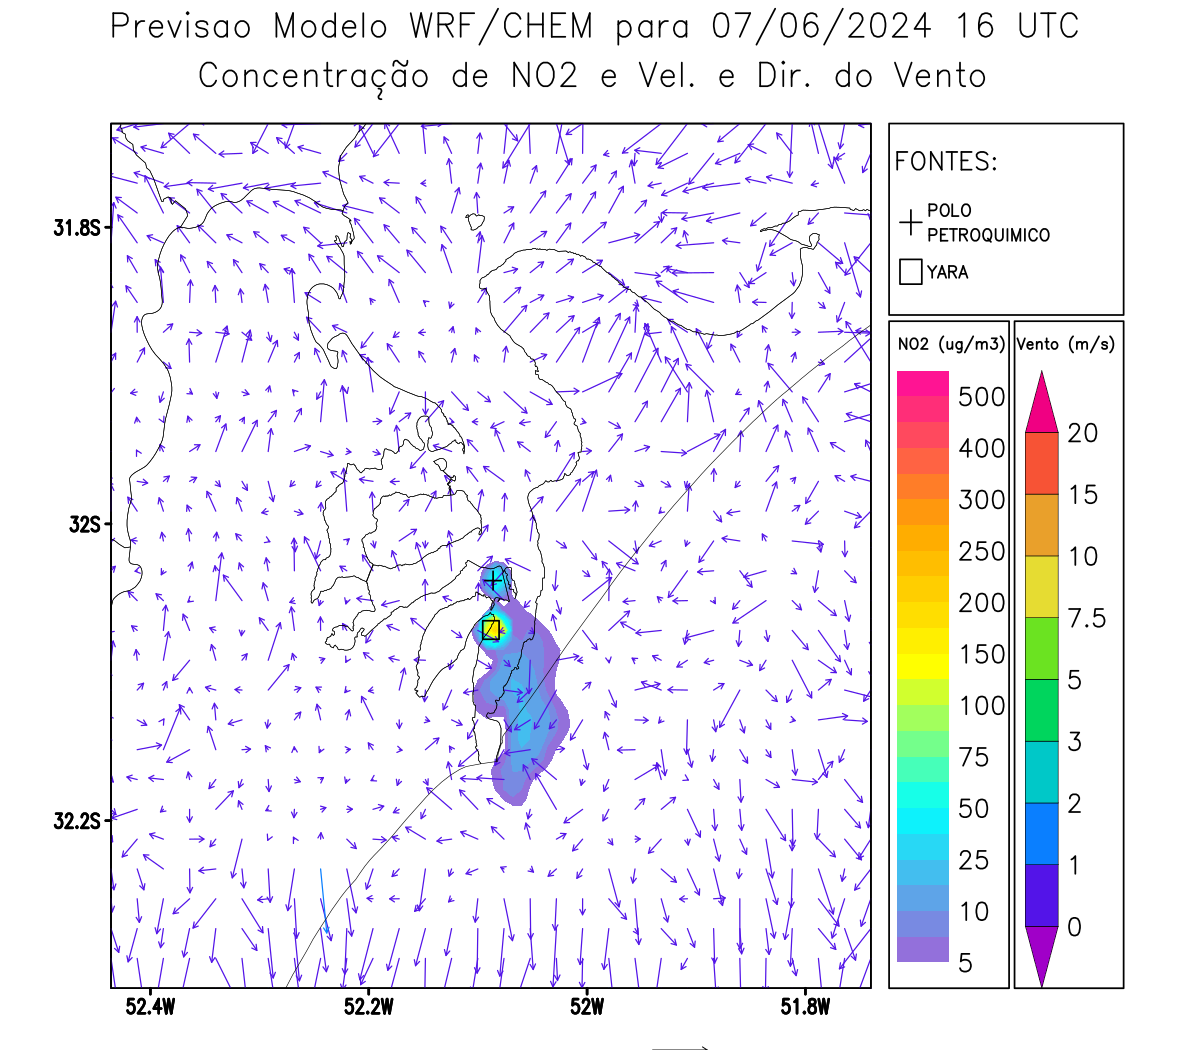 Previsao Modelo WRF/CHEM para 07/06/2024 16 UTC
Concentração de NO2 e Vel. e Dir. do Vento
FONTES:
POLO
PETROQUIMICO
YARA
31.8S
32S
32.2S
52.4W
52.2W
52W
51.8W
NO2 (ug/m3)
500
400
300
250
200
150
100
75
50
25
10
5
Vento (m/s)
20
15
10
7.5
5
3
2
1
0